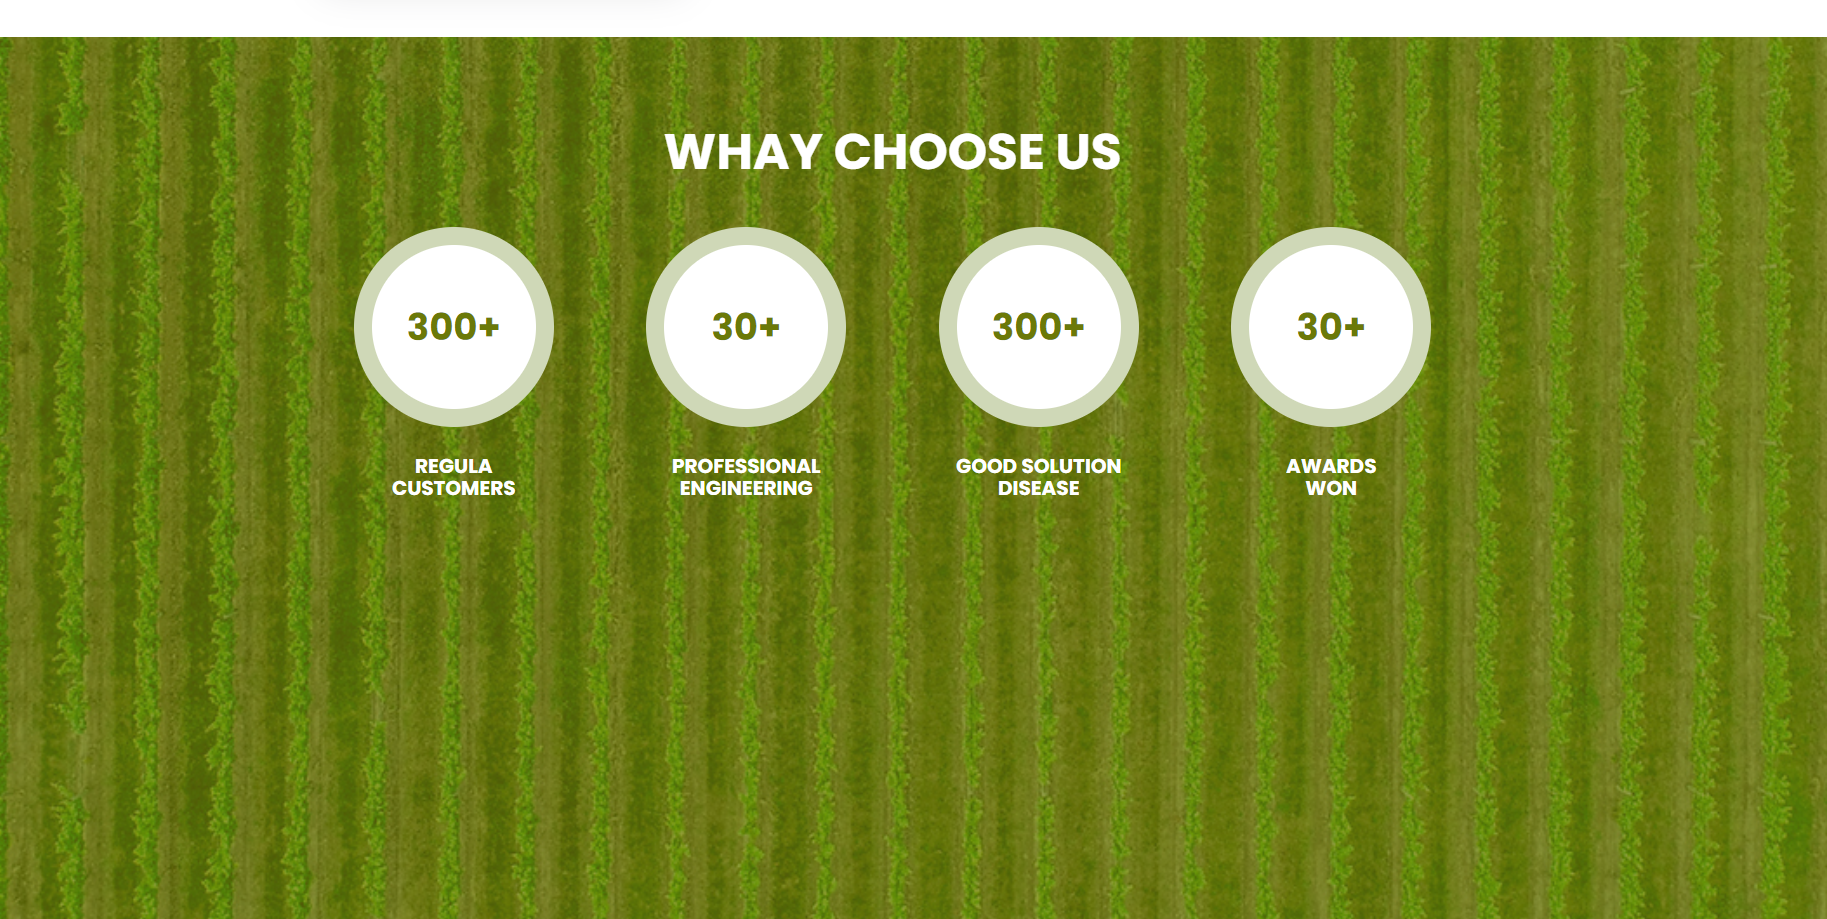 WHAY CHOOSE US
300+
30+
300+
30+
REGULA
CUSTOMERS
PROFESSIONAL
ENGINEERING
GOOD SOLUTION
DISEASE
AWARDS
WON